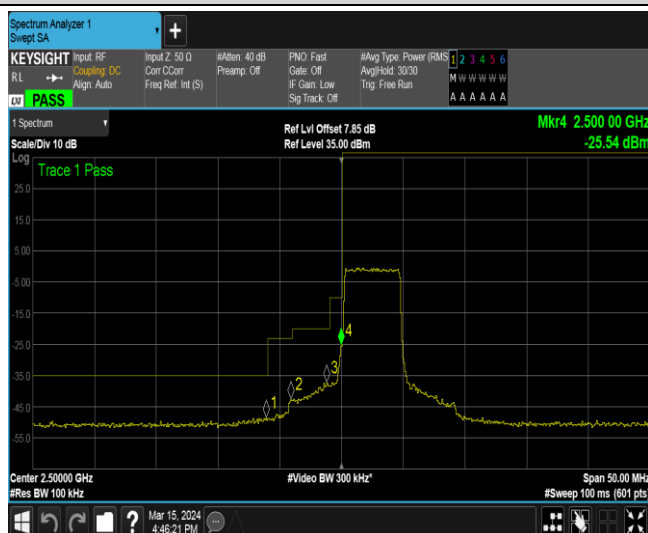 Spectrum Analyzer 1
Swept SA
+
KEYSIGHT Input: RF Input Z: 50 Ω #Atten: 40 dB PNO: Fast #Avg Type: Power (RMS 1 2 3 4 5 6
RL Coupling: DC Corr CCorr Preamp: Off Gate: Off Avg|Hold: 30/30 M W W W W W
Align: Auto Freq Ref: Int (S) IF Gain: Low Trig: Free Run
LXI PASS Sig Track: Off A A A A A A
1 Spectrum Ref Lvl Offset 7.85 dB Mkr4 2.500 00 GHz
Scale/Div 10 dB Ref Level 35.00 dBm -25.54 dBm
Log
Trace 1 Pass
25.0
15.0
5.00
-5.00
-15.0
4
-25.0
-35.0
3
2
-45.0
1
-55.0
Center 2.50000 GHz #Video BW 300 kHz* Span 50.00 MHz
#Res BW 100 kHz #Sweep 100 ms (601 pts)
? Mar 15, 2024
4:46:21 PM